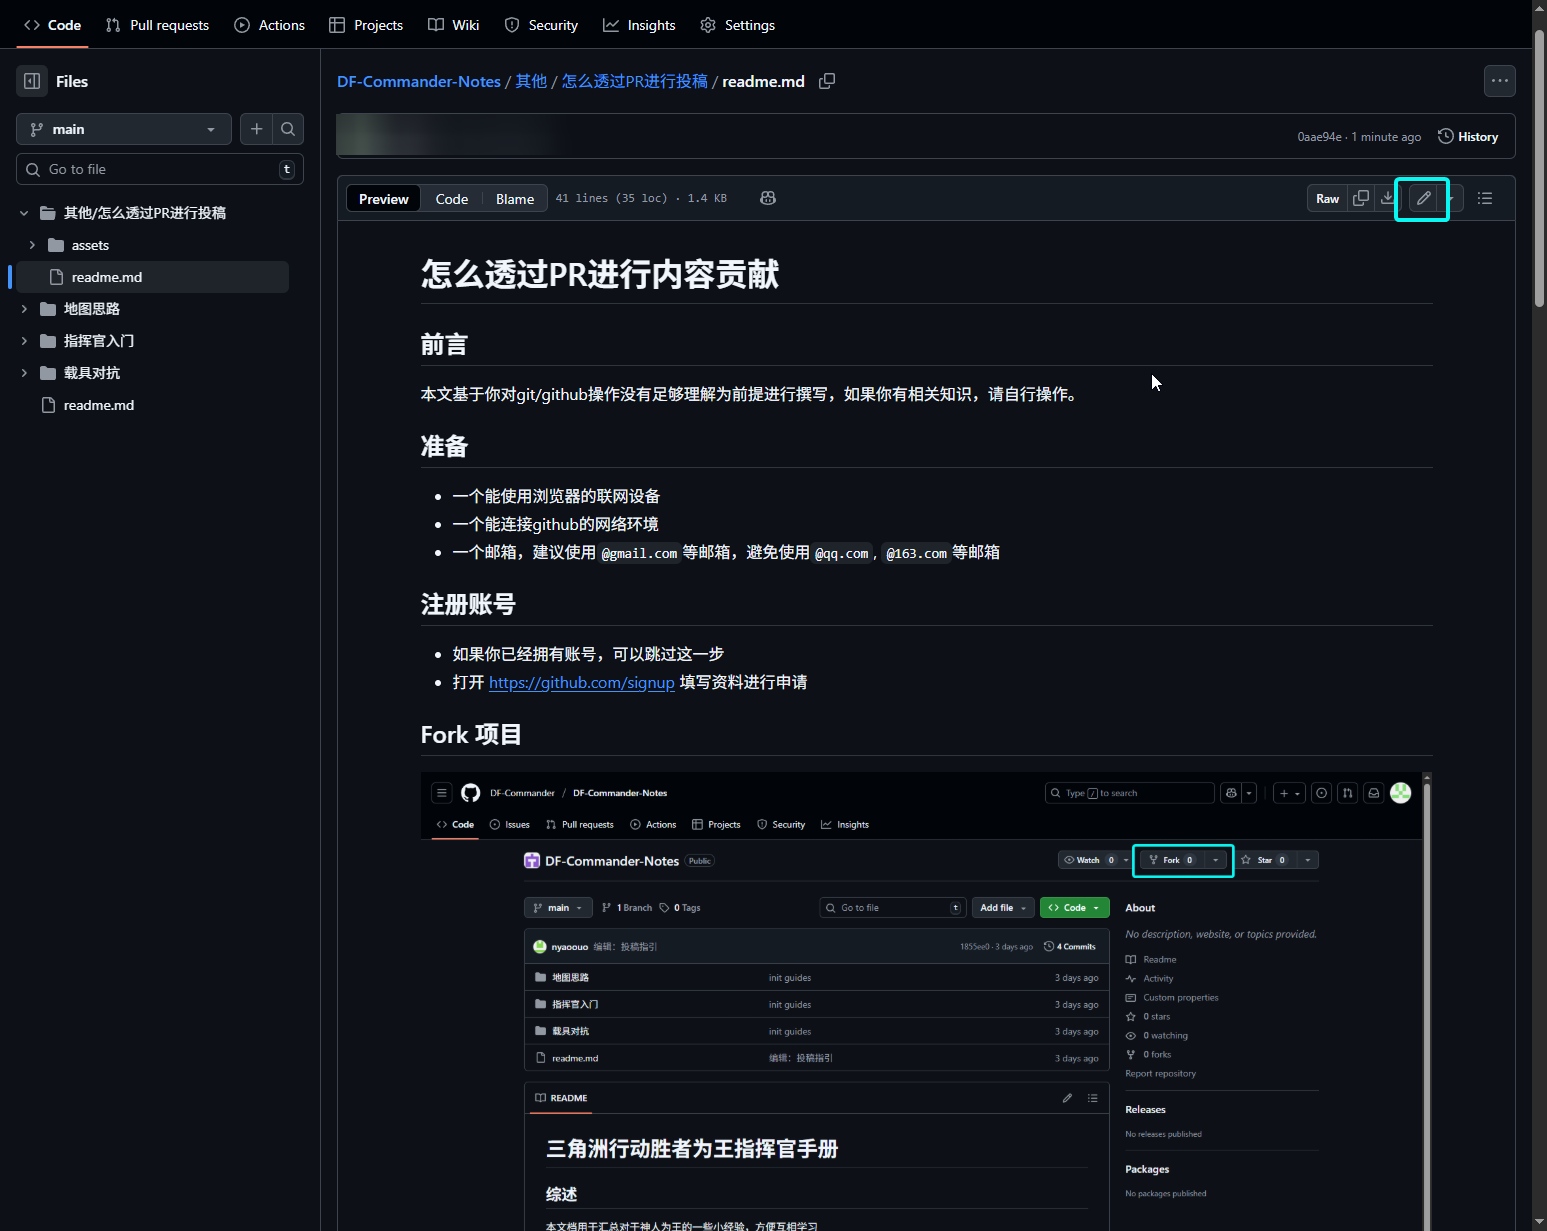 Code Pull requests Actions Projects Wiki Security Insights Settings
Files
DF-Commander-Notes / 其他 / 怎么透过PR进行投稿 / readme.md
main
0aae94e · 1 minute ago History
Go to file t
Preview Code Blame 41 lines (35 loc) · 1.4 KB Raw
其他/怎么透过PR进行投稿
assets
readme.md
地图思路
指挥官入门
载具对抗
readme.md
怎么透过PR进行内容贡献
前言
本文基于你对git/github操作没有足够理解为前提进行撰写，如果你有相关知识，请自行操作。
准备
一个能使用浏览器的联网设备
一个能连接github的网络环境
一个邮箱，建议使用 @gmail.com 等邮箱，避免使用 @qq.com, @163.com 等邮箱
注册账号
如果你已经拥有账号，可以跳过这一步
打开 https://github.com/signup 填写资料进行申请
Fork 项目
DF-Commander / DF-Commander-Notes Type / to search
Code Issues Pull requests Actions Projects Security Insights
DF-Commander-Notes Public Watch 0 Fork 0 Star 0
main 1 Branch 0 Tags Go to file t Add file Code
About
No description, website, or topics provided.
nyaoouo 编辑：投稿指引 1855ee0 · 3 days ago 4 Commits
地图思路 init guides 3 days ago
指挥官入门 init guides 3 days ago
载具对抗 init guides 3 days ago
readme.md 编辑：投稿指引 3 days ago
Readme
Activity
Custom properties
0 stars
0 watching
0 forks
Report repository
README
Releases
No releases published
三角洲行动胜者为王指挥官手册
Packages
No packages published
综述
本文档用于汇总对于神人为王的一些小经验，方便互相学习